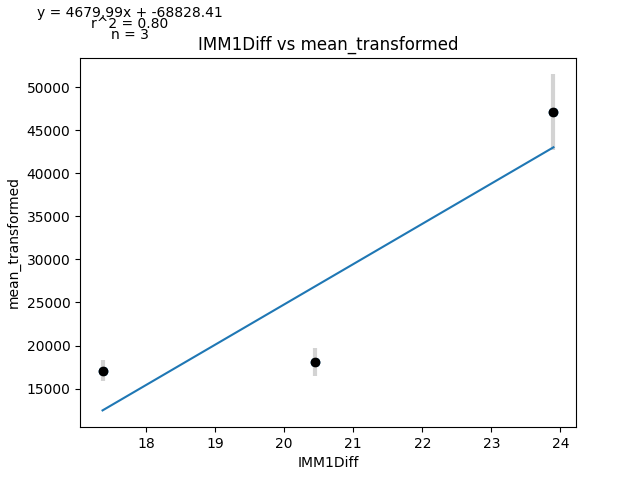 y = 4679.99x + -68828.41
r^2 = 0.80
n = 3
IMM1Diff vs mean_transformed
50000
45000
40000
35000
30000
25000
20000
15000
mean_transformed
18 19 20 21 22 23 24
IMM1Diff